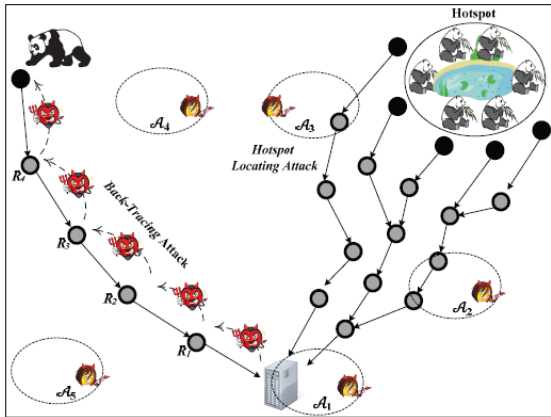 Hotspot
A4
A3
Hotspot
Locating Attack
R4
Back-Tracing Attack
R3
R2
A2
R1
A5
A1